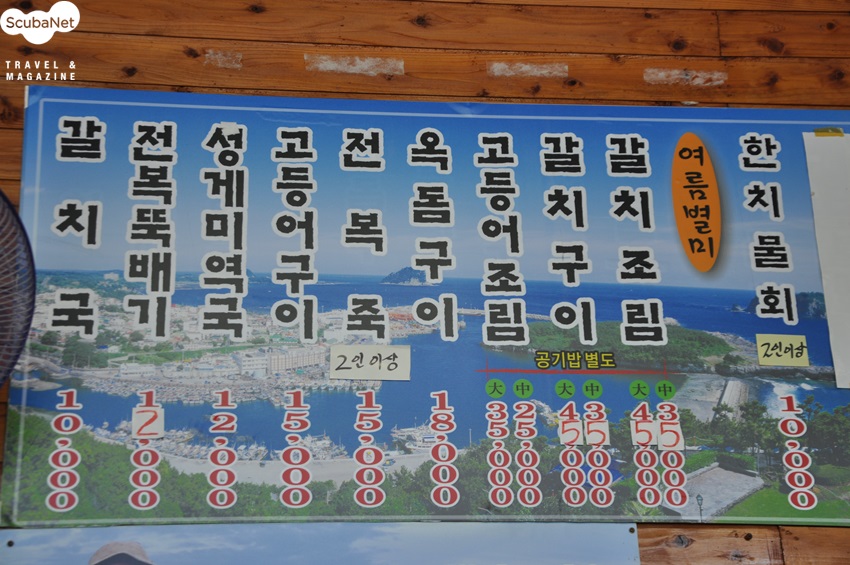 ScubaNet
TRAVEL &
MAGAZINE
갈치국
10,000
전복뚝배기
12,000
성게미역국
12,000
고등어구이
15,000
전복죽
2인이상
15,000
옥돔구이
18,000
고등어조림
大 35,000
中 25,000
갈치구이
大 45,000
中 35,000
갈치조림
大 45,000
中 35,000
공기밥별도
여름별미
한치물회
2인이상
10,000